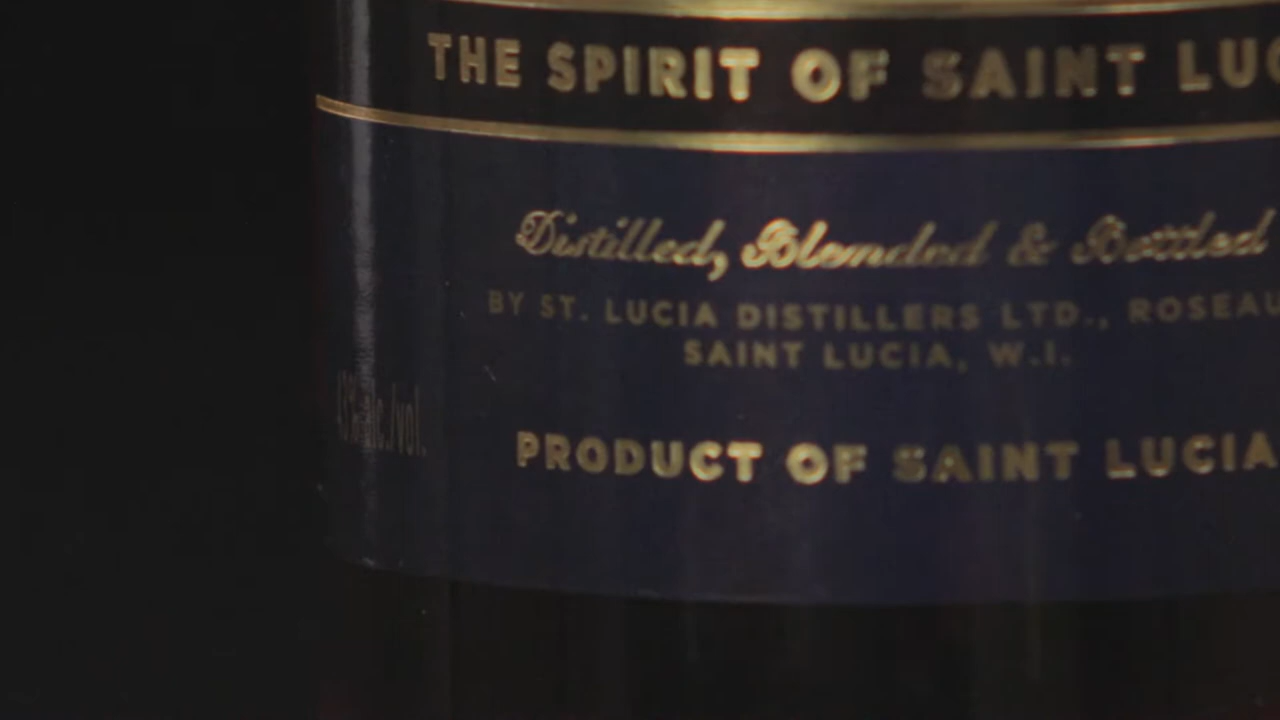 THE SPIRIT OF SAINT LUC
Distilled, Blended & Bottled
BY ST. LUCIA DISTILLERS LTD., ROSEAU
SAINT LUCIA, W.I.
PRODUCT OF SAINT LUCIA